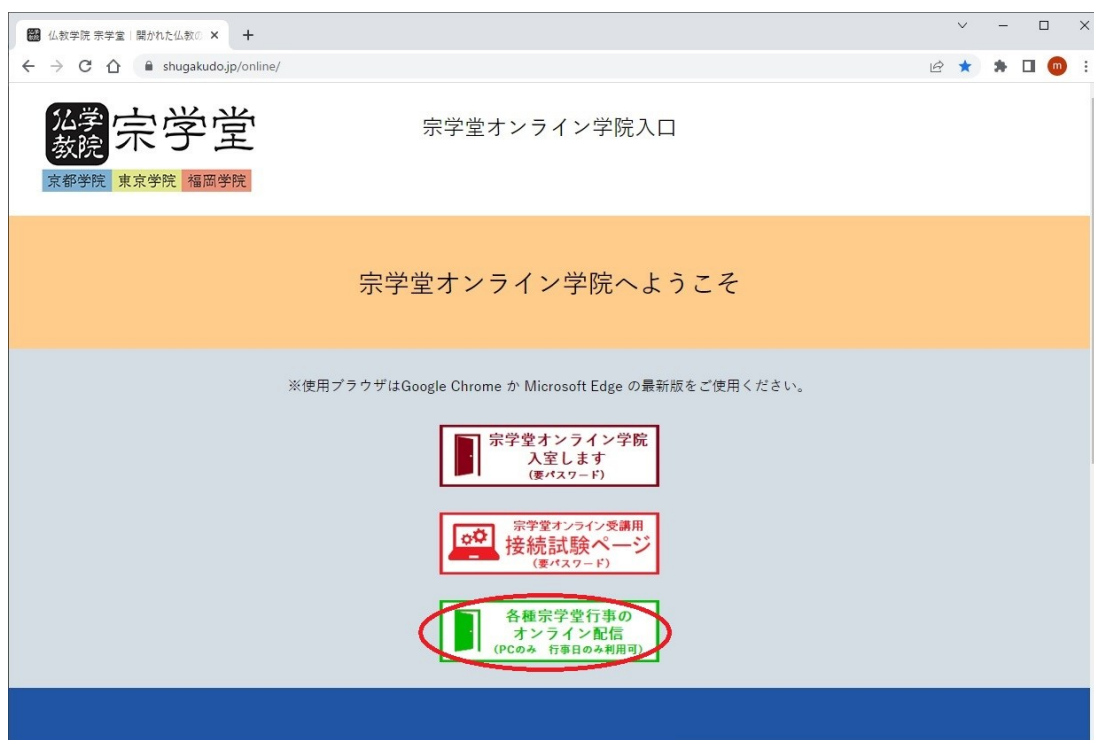 仏教学院 宗学堂｜開かれた仏教の
shugakudo.jp/online/
m
仏教学院
宗学堂
京都学院 東京学院 福岡学院
宗学堂オンライン学院入口
宗学堂オンライン学院へようこそ
※使用ブラウザはGoogle Chrome か Microsoft Edge の最新版をご使用ください。
宗学堂オンライン学院
入室します
(要パスワード)
宗学堂オンライン受講用
接続試験ページ
(要パスワード)
各種宗学堂行事の
オンライン配信
(PCのみ　行事日のみ利用可)